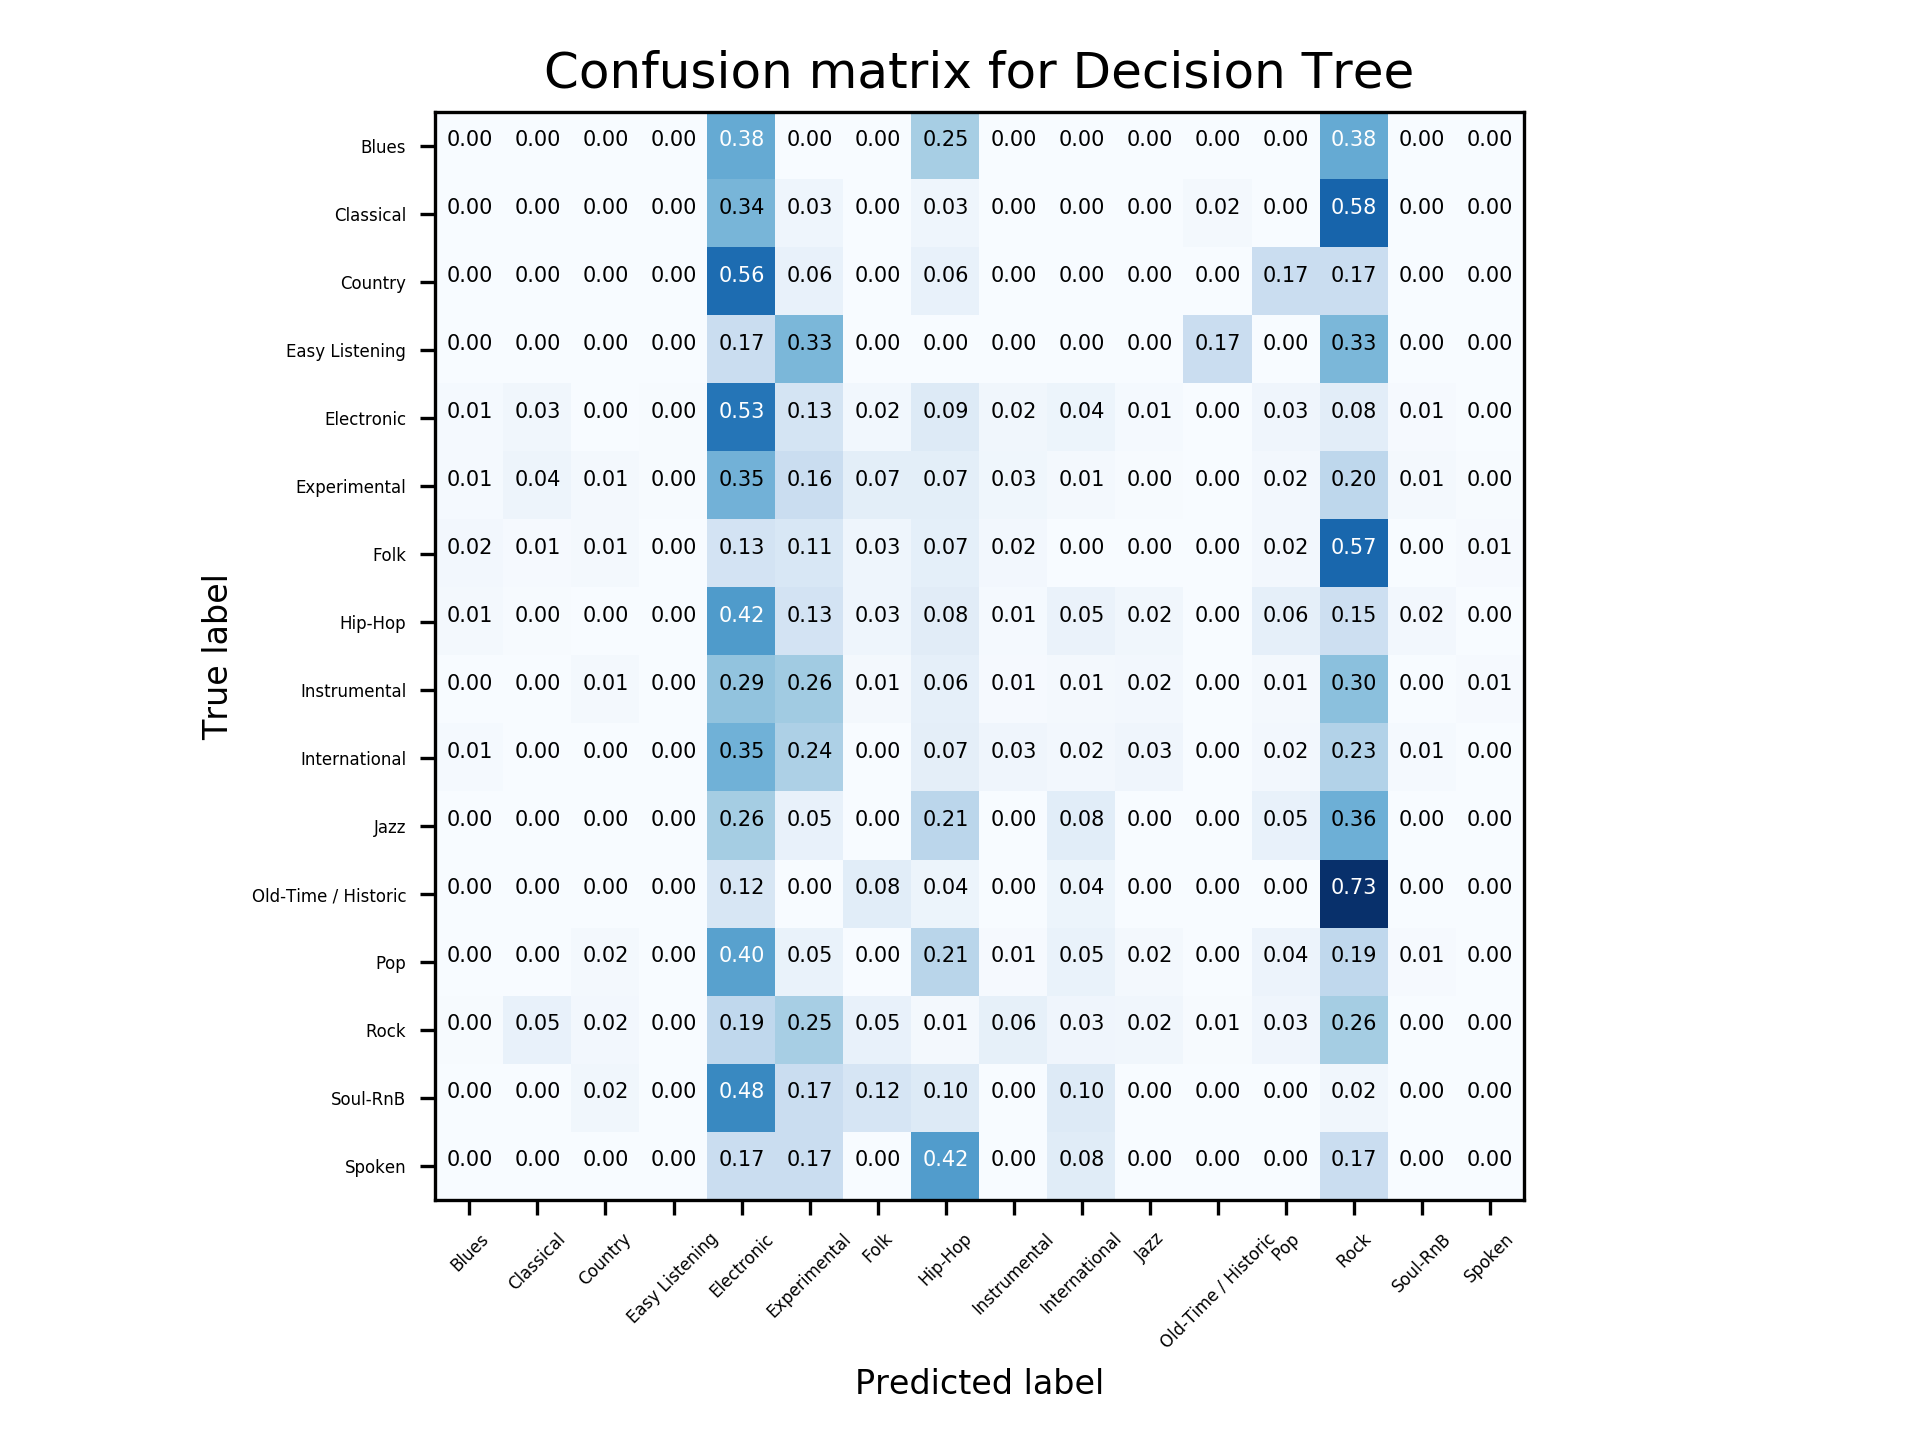 Confusion matrix for Decision Tree
Blues 0.00 0.00 0.00 0.00 0.38 0.00 0.00 0.25 0.00 0.00 0.00 0.00 0.00 0.38 0.00 0.00
Classical 0.00 0.00 0.00 0.00 0.34 0.03 0.00 0.03 0.00 0.00 0.00 0.02 0.00 0.58 0.00 0.00
Country 0.00 0.00 0.00 0.00 0.56 0.06 0.00 0.06 0.00 0.00 0.00 0.00 0.17 0.17 0.00 0.00
Easy Listening 0.00 0.00 0.00 0.00 0.17 0.33 0.00 0.00 0.00 0.00 0.00 0.17 0.00 0.33 0.00 0.00
Electronic 0.01 0.03 0.00 0.00 0.53 0.13 0.02 0.09 0.02 0.04 0.01 0.00 0.03 0.08 0.01 0.00
Experimental 0.01 0.04 0.01 0.00 0.35 0.16 0.07 0.07 0.03 0.01 0.00 0.00 0.02 0.20 0.01 0.00
Folk 0.02 0.01 0.01 0.00 0.13 0.11 0.03 0.07 0.02 0.00 0.00 0.00 0.02 0.57 0.00 0.01
Hip-Hop 0.01 0.00 0.00 0.00 0.42 0.13 0.03 0.08 0.01 0.05 0.02 0.00 0.06 0.15 0.02 0.00
Instrumental 0.00 0.00 0.01 0.00 0.29 0.26 0.01 0.06 0.01 0.01 0.02 0.00 0.01 0.30 0.00 0.01
International 0.01 0.00 0.00 0.00 0.35 0.24 0.00 0.07 0.03 0.02 0.03 0.00 0.02 0.23 0.01 0.00
Jazz 0.00 0.00 0.00 0.00 0.26 0.05 0.00 0.21 0.00 0.08 0.00 0.00 0.05 0.36 0.00 0.00
Old-Time / Historic 0.00 0.00 0.00 0.00 0.12 0.00 0.08 0.04 0.00 0.04 0.00 0.00 0.00 0.73 0.00 0.00
Pop 0.00 0.00 0.02 0.00 0.40 0.05 0.00 0.21 0.01 0.05 0.02 0.00 0.04 0.19 0.01 0.00
Rock 0.00 0.05 0.02 0.00 0.19 0.25 0.05 0.01 0.06 0.03 0.02 0.01 0.03 0.26 0.00 0.00
Soul-RnB 0.00 0.00 0.02 0.00 0.48 0.17 0.12 0.10 0.00 0.10 0.00 0.00 0.00 0.02 0.00 0.00
Spoken 0.00 0.00 0.00 0.00 0.17 0.17 0.00 0.42 0.00 0.08 0.00 0.00 0.00 0.17 0.00 0.00
True label
Blues Classical Country Easy Listening Electronic Experimental Folk Hip-Hop Instrumental International Jazz Old-Time / Historic Pop Rock Soul-RnB Spoken
Predicted label